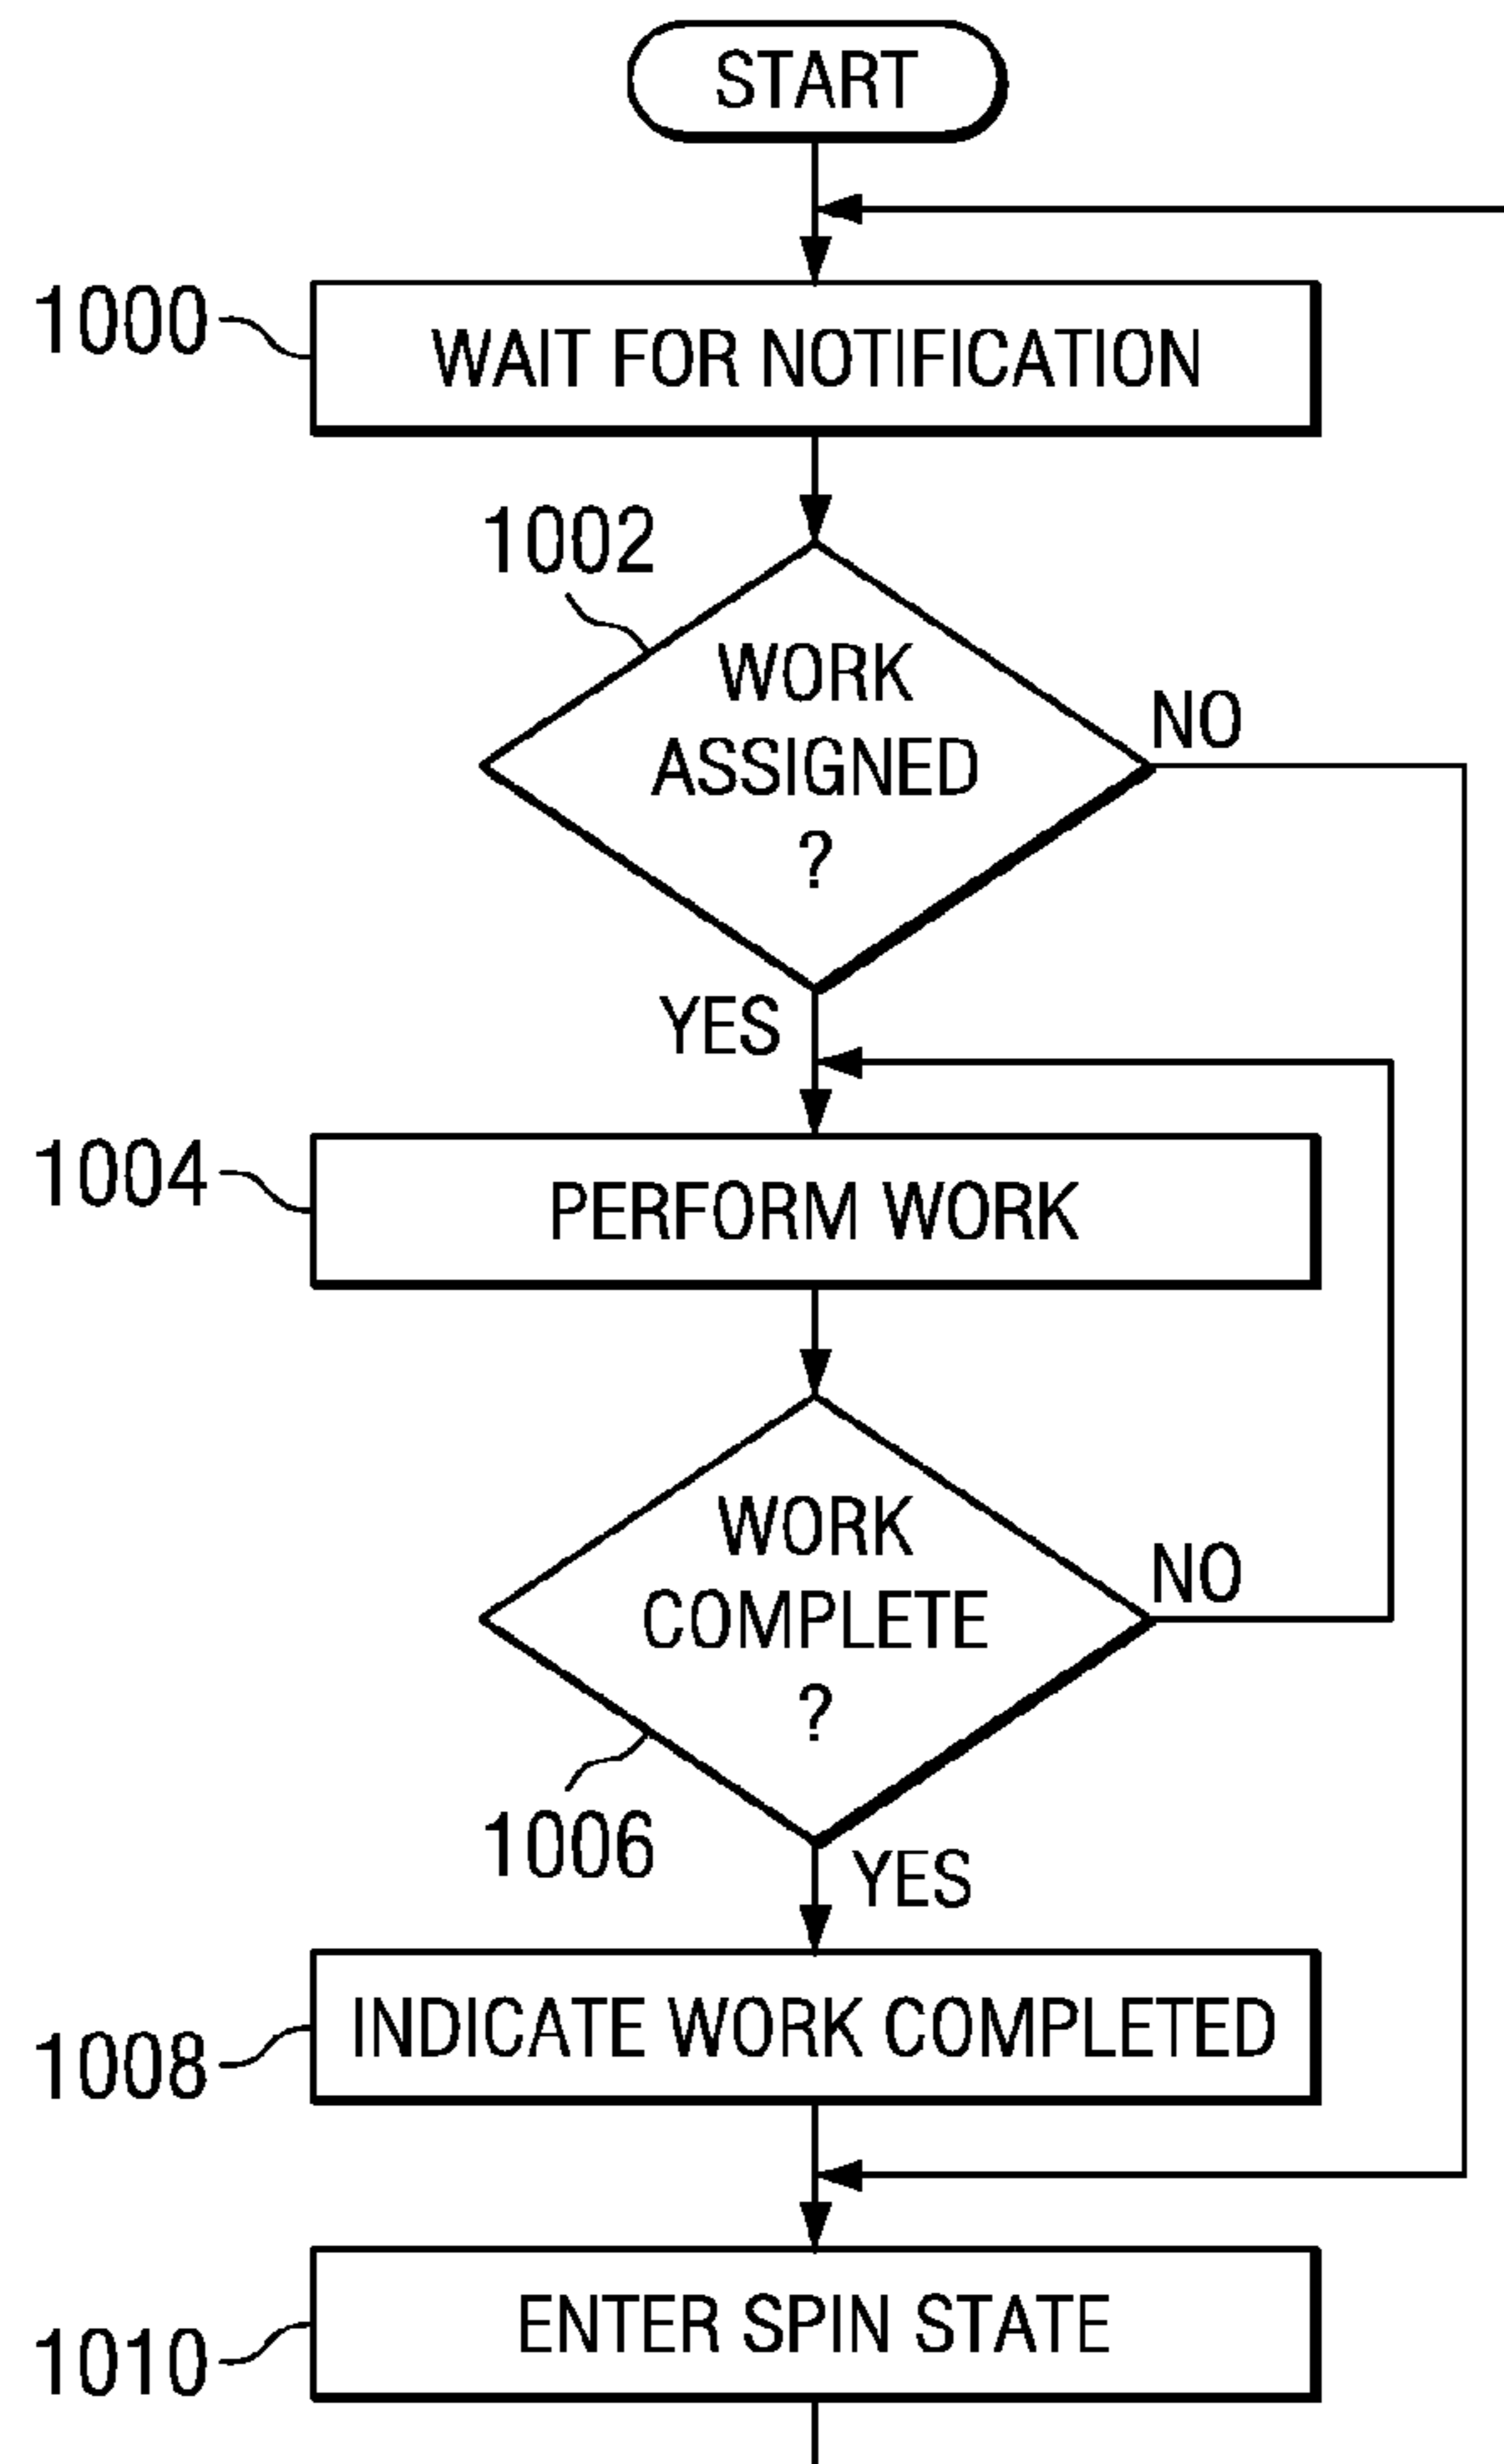 START
1000
WAIT FOR NOTIFICATION
1002
WORK
ASSIGNED
?
NO
YES
1004
PERFORM WORK
WORK
COMPLETE
?
NO
1006
YES
1008
INDICATE WORK COMPLETED
1010
ENTER SPIN STATE